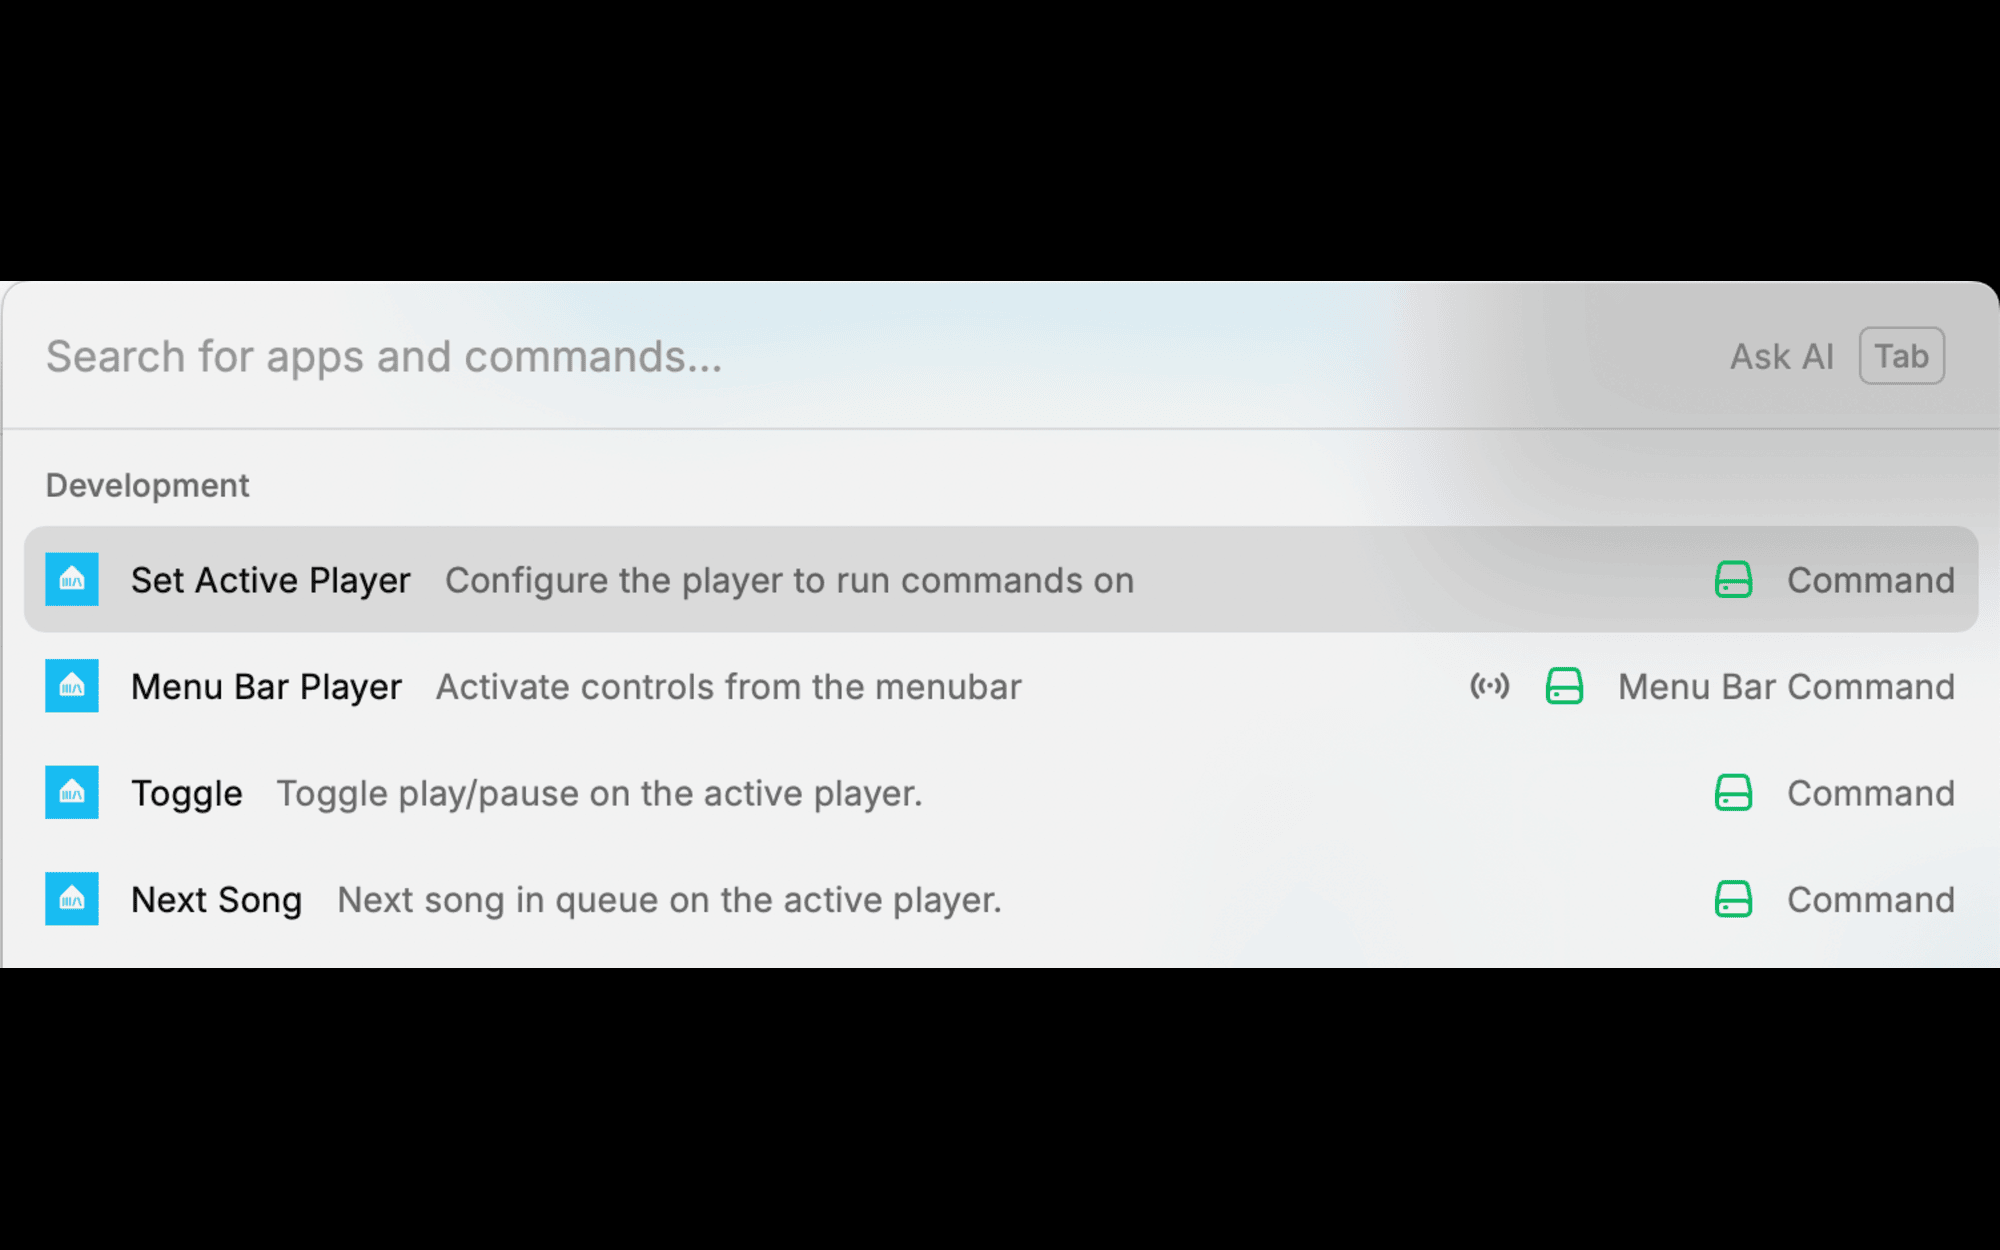 Search for apps and commands... Ask AI Tab
Development
Set Active Player Configure the player to run commands on Command
Menu Bar Player Activate controls from the menubar Menu Bar Command
Toggle Toggle play/pause on the active player. Command
Next Song Next song in queue on the active player. Command